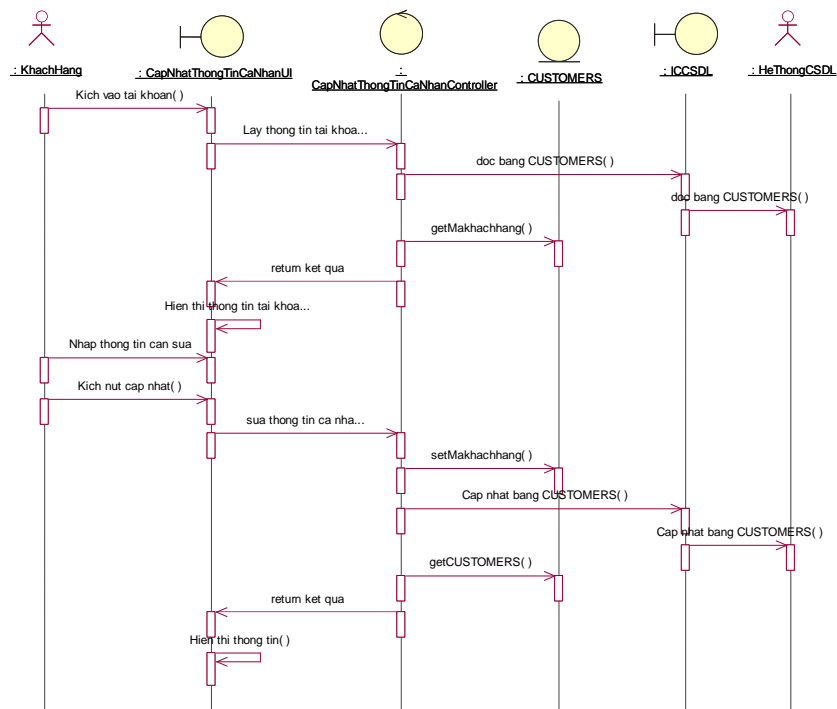 : KhachHang
: CapNhatThongTinCaNhanUI
:
CapNhatThongTinCaNhanController
: CUSTOMERS
: ICCSDL
: HeThongCSDL
Kich vao tai khoan( )
Lay thong tin tai khoa...
doc bang CUSTOMERS( )
doc bang CUSTOMERS( )
getMakhachhang( )
return ket qua
Hien thi thong tin tai khoa...
Nhap thong tin can sua
Kich nut cap nhat( )
sua thong tin ca nha...
setMakhachhang( )
Cap nhat bang CUSTOMERS( )
Cap nhat bang CUSTOMERS( )
getCUSTOMERS( )
return ket qua
Hien thi thong tin( )